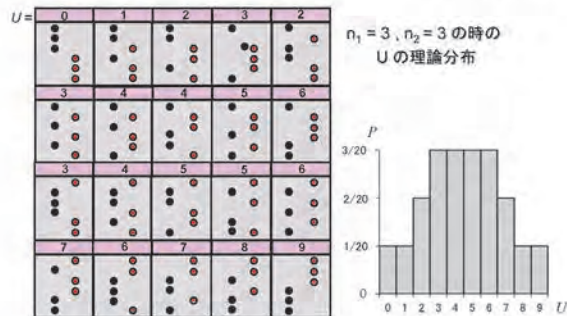 U = 0 1 2 3 2
n₁ = 3 、n₂ = 3 の時の
U の理論分布
3 4 4 5 6
P
3/20
3 4 5 5 6
2/20
7 6 7 8 9
1/20
0
0 1 2 3 4 5 6 7 8 9 U